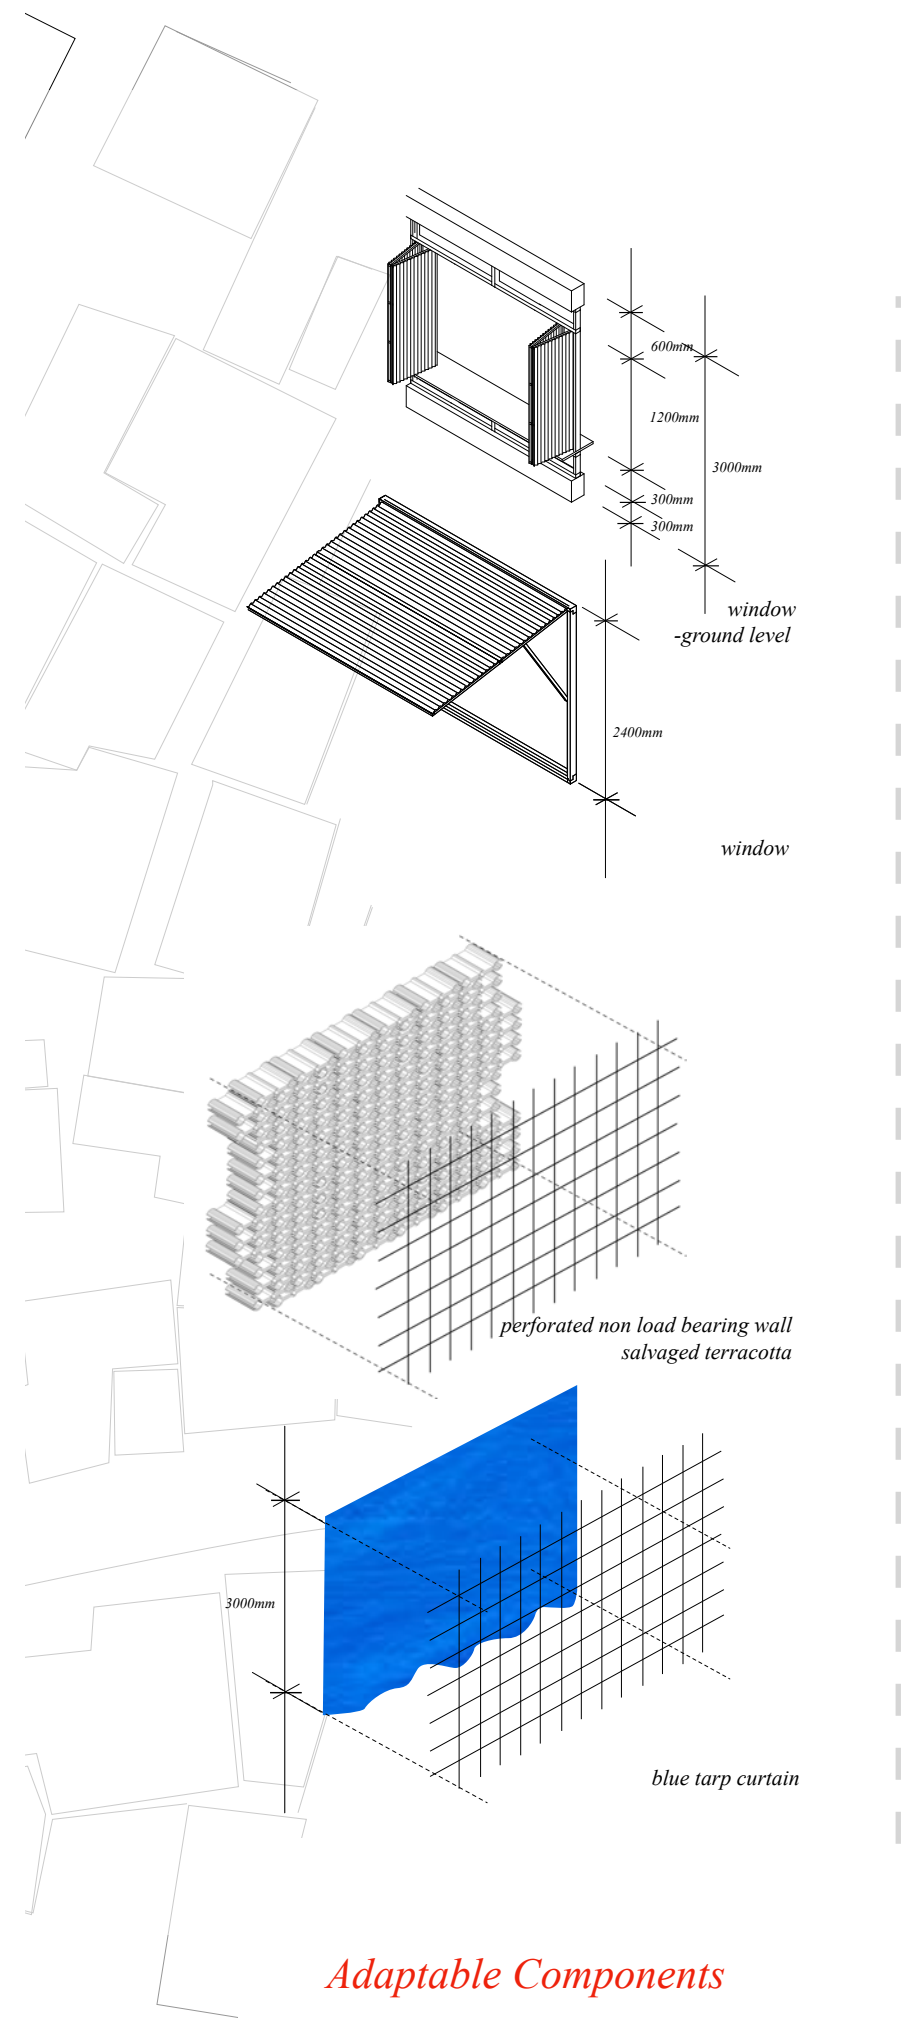 600mm
1200mm
3000mm
300mm
300mm
window
-ground level
2400mm
window
perforated non load bearing wall
salvaged terracotta
3000mm
blue tarp curtain
Adaptable Components